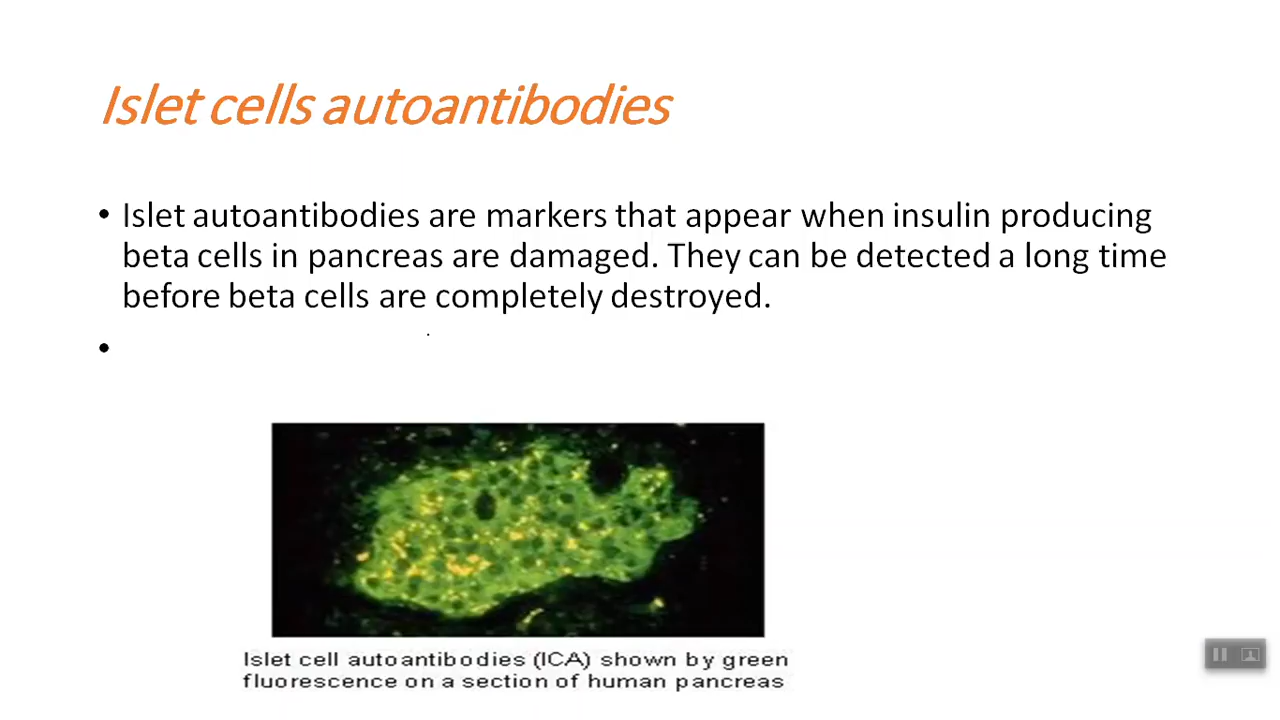 Islet cells autoantibodies
• Islet autoantibodies are markers that appear when insulin producing
beta cells in pancreas are damaged. They can be detected a long time
before beta cells are completely destroyed.
•
Islet cell autoantibodies (ICA) shown by green
fluorescence on a section of human pancreas